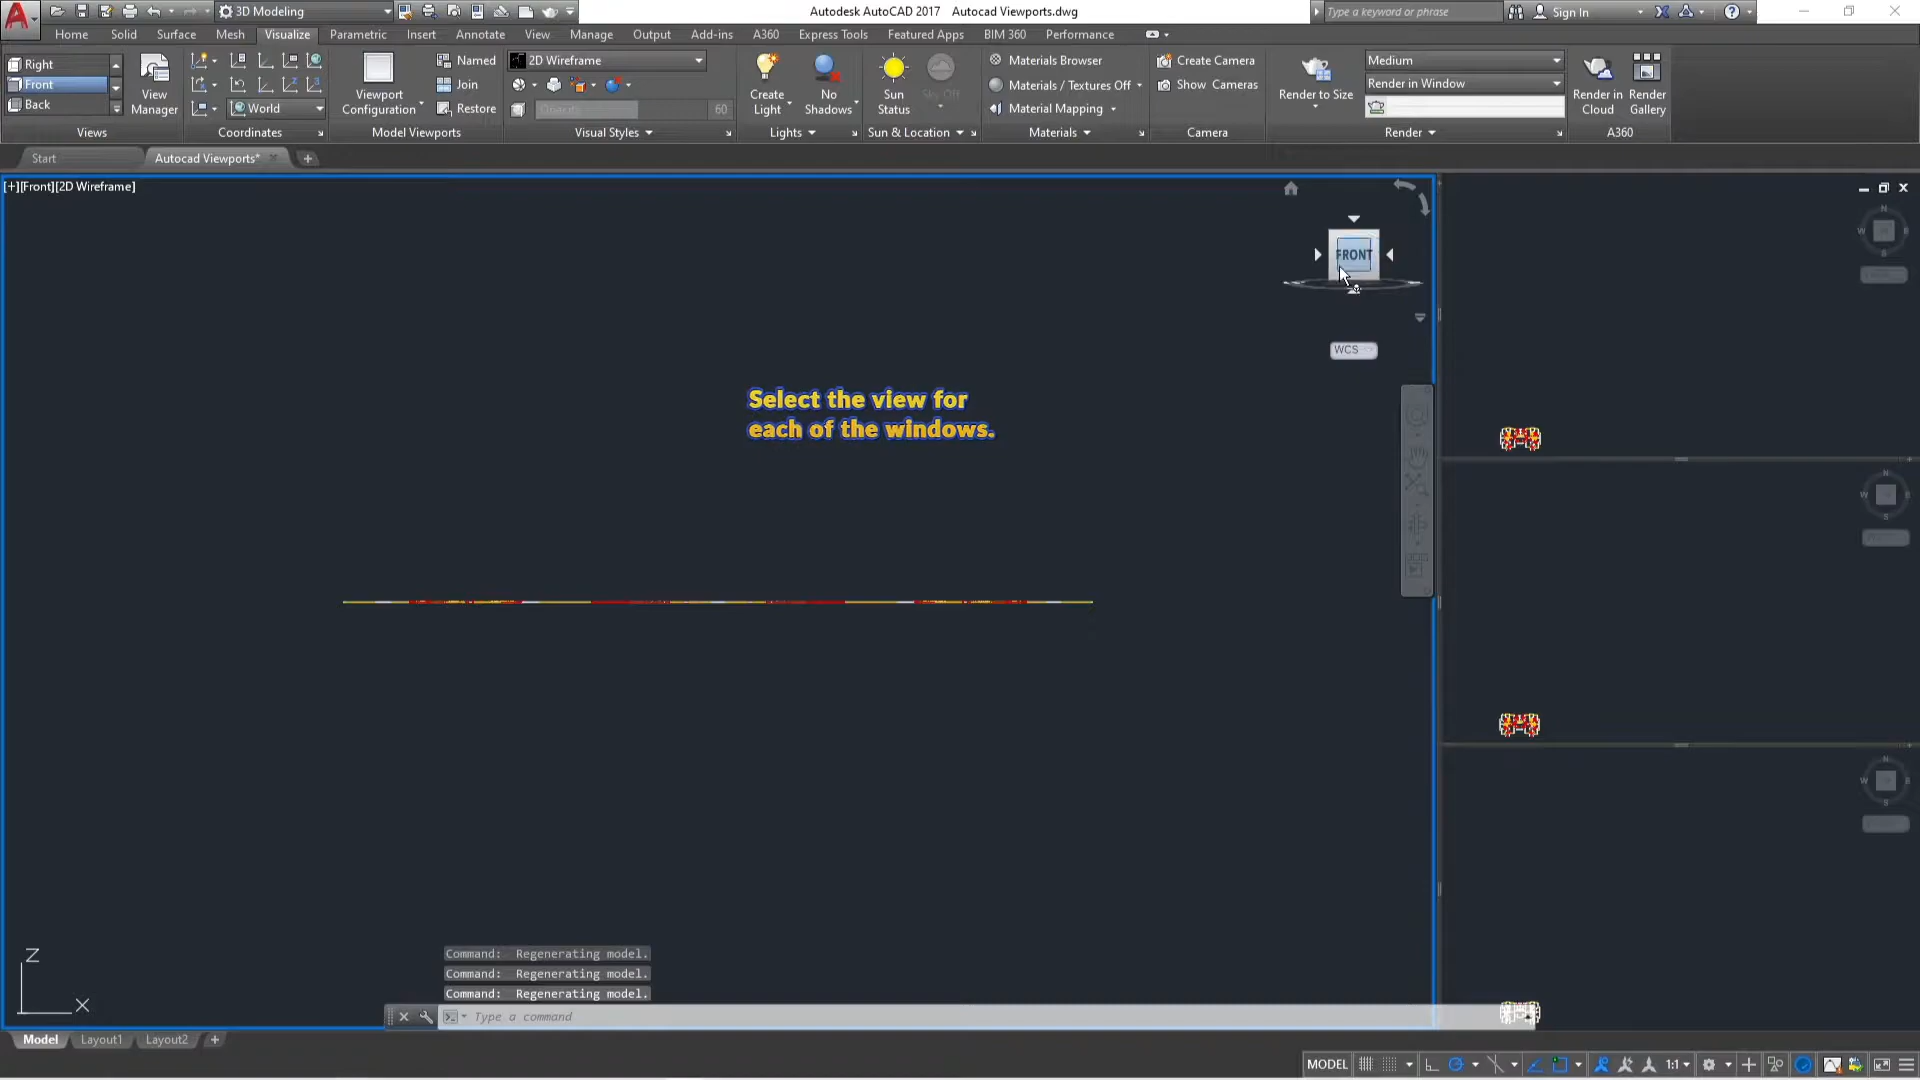 3D Modeling
Autodesk AutoCAD 2017 Autocad Viewports.dwg
Type a keyword or phrase
Sign In
Home Solid Surface Mesh Visualize Parametric Insert Annotate View Manage Output Add-ins A360 Express Tools Featured Apps BIM 360 Performance
Right
Front
Back
View
Manager
World
Viewport
Configuration
Named
Join
Restore
2D Wireframe
Opacity 60
Create
Light
No
Shadows
Sun
Status
Sky Off
Materials Browser
Materials / Textures Off
Material Mapping
Create Camera
Show Cameras
Render to Size
Medium
Render in Window
Render in
Cloud
Render
Gallery
Views Coordinates Model Viewports Visual Styles Lights Sun & Location Materials Camera Render A360
Start Autocad Viewports*
[+][Front][2D Wireframe]
FRONT
WCS
N
W
S
N
W
S
N
W
S
Select the view for
each of the windows.
Z
X
Command: Regenerating model.
Command: Regenerating model.
Command: Regenerating model.
Type a command
Model Layout1 Layout2
MODEL 1:1